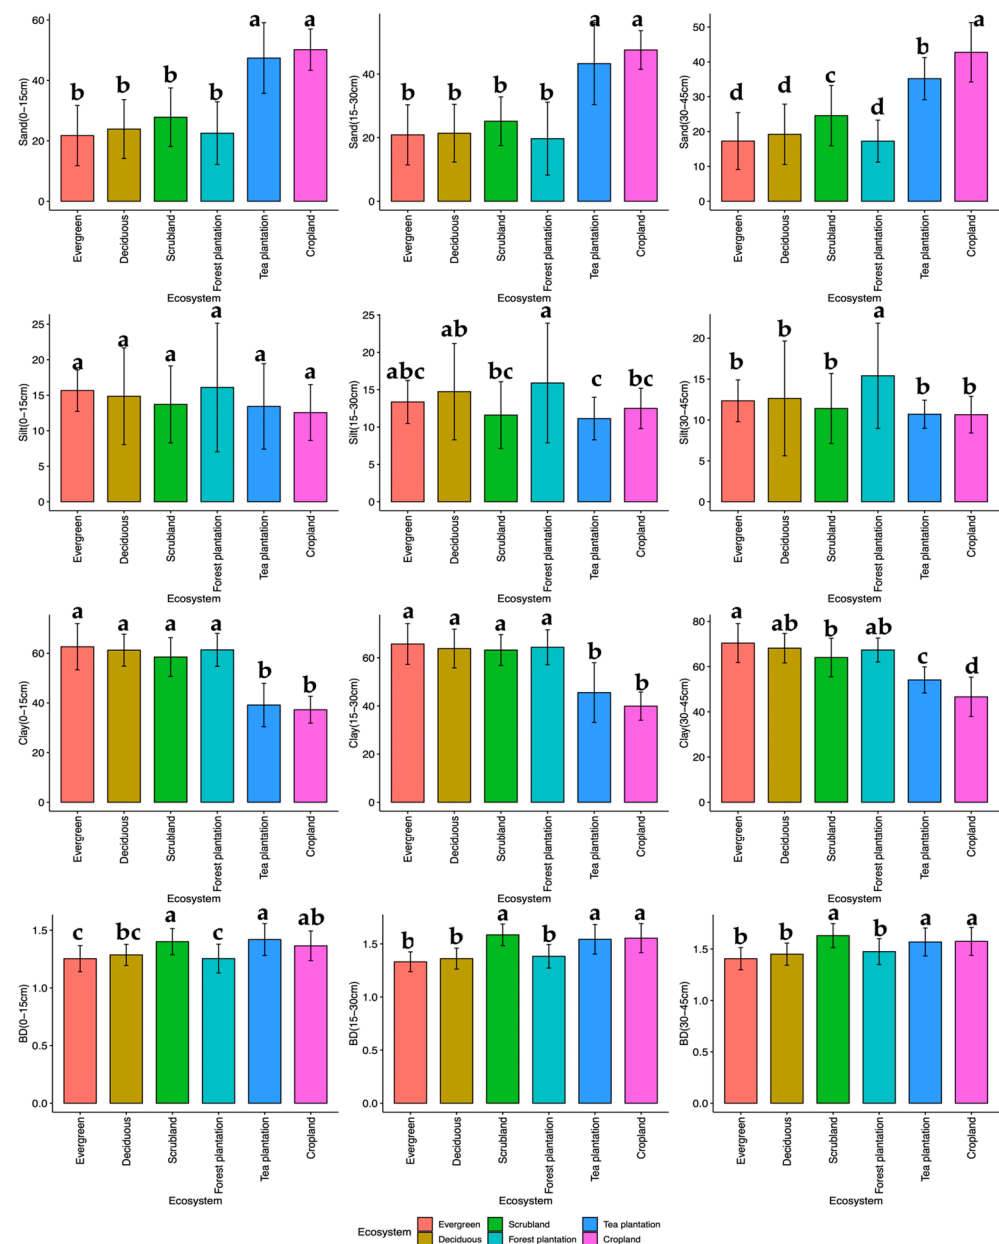 a a
b b b b
Sand(0–15cm)
60
40
20
0
Evergreen
Deciduous
Scrubland
Forest plantation
Tea plantation
Cropland
Ecosystem
a a
b b b b
Sand(15–30cm)
40
20
0
Evergreen
Deciduous
Scrubland
Forest plantation
Tea plantation
Cropland
Ecosystem
a
b
d d c d
Sand(30–45cm)
50
40
30
20
10
0
Evergreen
Deciduous
Scrubland
Forest plantation
Tea plantation
Cropland
Ecosystem
a a a a a a
Silt(0–15cm)
25
20
15
10
5
0
Evergreen
Deciduous
Scrubland
Forest plantation
Tea plantation
Cropland
Ecosystem
abc ab bc a c bc
Silt(15–30cm)
25
20
15
10
5
0
Evergreen
Deciduous
Scrubland
Forest plantation
Tea plantation
Cropland
Ecosystem
b b b a b b
Silt(30–45cm)
20
15
10
5
0
Evergreen
Deciduous
Scrubland
Forest plantation
Tea plantation
Cropland
Ecosystem
a a a a b b
Clay(0–15cm)
60
40
20
0
Evergreen
Deciduous
Scrubland
Forest plantation
Tea plantation
Cropland
Ecosystem
a a a a b b
Clay(15–30cm)
60
40
20
0
Evergreen
Deciduous
Scrubland
Forest plantation
Tea plantation
Cropland
Ecosystem
a ab b ab c d
Clay(30–45cm)
80
60
40
20
0
Evergreen
Deciduous
Scrubland
Forest plantation
Tea plantation
Cropland
Ecosystem
c bc a c a ab
BD(0–15cm)
1.5
1.0
0.5
0.0
Evergreen
Deciduous
Scrubland
Forest plantation
Tea plantation
Cropland
Ecosystem
b b a b a a
BD(15–30cm)
1.5
1.0
0.5
0.0
Evergreen
Deciduous
Scrubland
Forest plantation
Tea plantation
Cropland
Ecosystem
b b a b a a
BD(30–45cm)
1.5
1.0
0.5
0.0
Evergreen
Deciduous
Scrubland
Forest plantation
Tea plantation
Cropland
Ecosystem
Ecosystem
Evergreen Scrubland Tea plantation
Deciduous Forest plantation Cropland